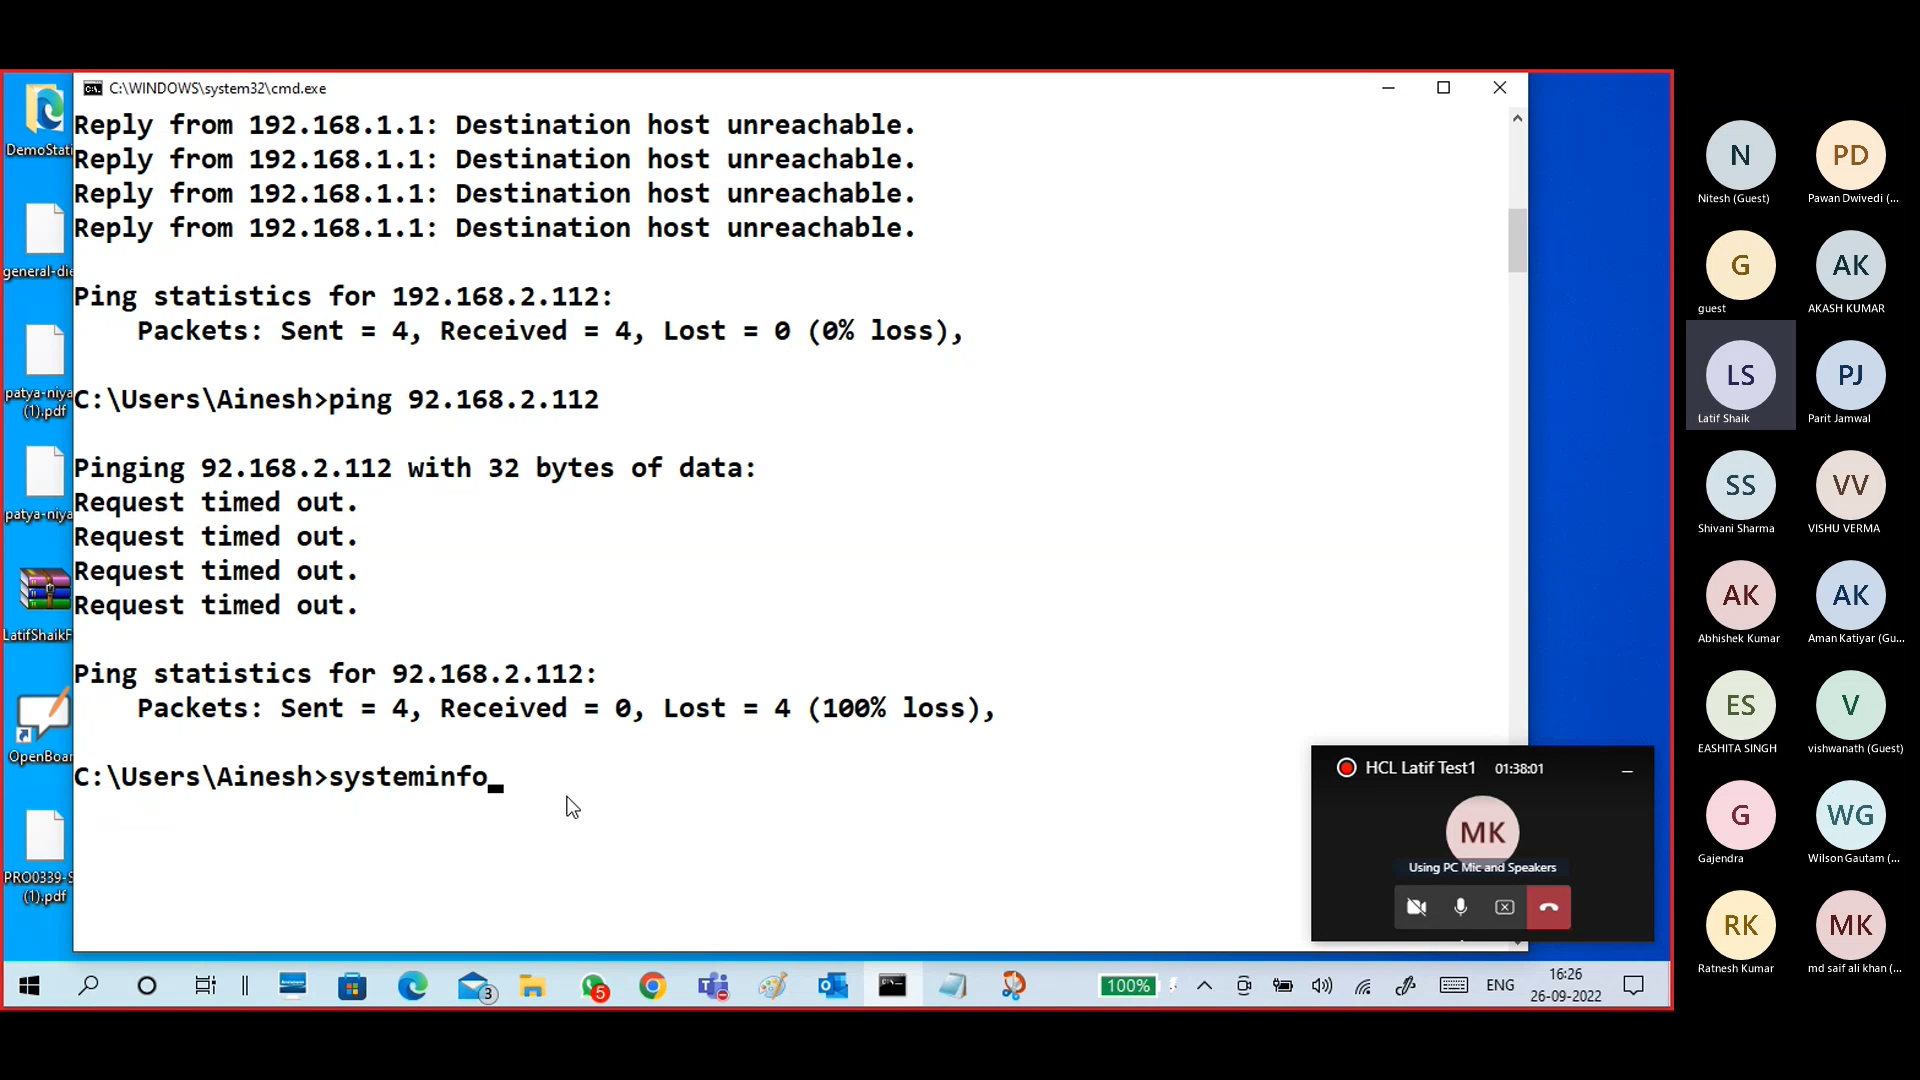 C:\WINDOWS\system32\cmd.exe
Reply from 192.168.1.1: Destination host unreachable.
Reply from 192.168.1.1: Destination host unreachable.
Reply from 192.168.1.1: Destination host unreachable.
Reply from 192.168.1.1: Destination host unreachable.
Ping statistics for 192.168.2.112:
Packets: Sent = 4, Received = 4, Lost = 0 (0% loss),
C:\Users\Ainesh>ping 92.168.2.112
Pinging 92.168.2.112 with 32 bytes of data:
Request timed out.
Request timed out.
Request timed out.
Request timed out.
Ping statistics for 92.168.2.112:
Packets: Sent = 4, Received = 0, Lost = 4 (100% loss),
C:\Users\Ainesh>systeminfo_
DemoStati
general-die
patya-niya
(1).pdf
patya-niya
LatifShaikF
OpenBoar
PRO0339-S
(1).pdf
HCL Latif Test1 01:38:01
MK
Using PC Mic and Speakers
3
5
100%
ENG
16:26
26-09-2022
N PD
Nitesh (Guest) Pawan Dwivedi (...
G AK
guest AKASH KUMAR
LS PJ
Latif Shaik Parit Jamwal
SS VV
Shivani Sharma VISHU VERMA
AK AK
Abhishek Kumar Aman Katiyar (Gu...
ES V
EASHITA SINGH vishwanath (Guest)
G WG
Gajendra Wilson Gautam (...
RK MK
Ratnesh Kumar md saif ali khan (...